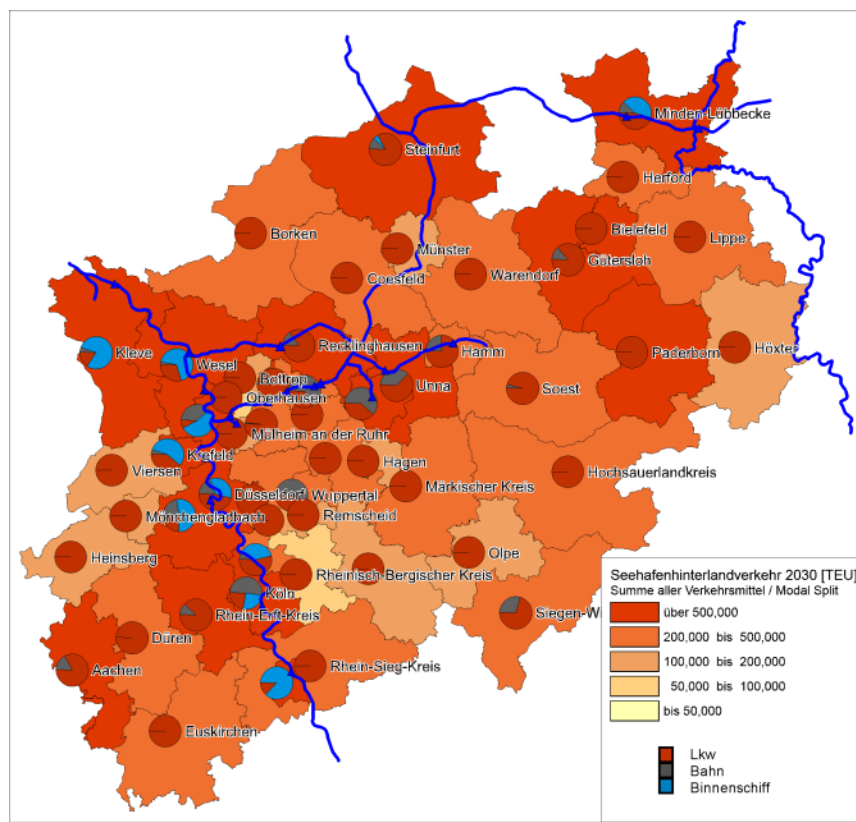 Minden-Lübbecke
Steinfurt
Herford
Borken
Bielefeld
Lippe
Münster
Gütersloh
Coesfeld
Warendorf
Recklinghausen
Hamm
Kleve
Wesel
Paderborn
Höxter
Bottrop
Unna
Oberhausen
Soest
Mülheim an der Ruhr
Krefeld
Hagen
Viersen
Hochsauerlandkreis
Märkischer Kreis
Düsseldorf
Wuppertal
Mönchengladbach
Remscheid
Heinsberg
Olpe
Rheinisch-Bergischer Kreis
Köln
Rhein-Erft-Kreis
Siegen-W
Düren
Rhein-Sieg-Kreis
Aachen
Euskirchen
Seehafenhinterlandverkehr 2030 [TEU]
Summe aller Verkehrsmittel / Modal Split
über 500,000
200,000 bis 500,000
100,000 bis 200,000
50,000 bis 100,000
bis 50,000
Lkw
Bahn
Binnenschiff